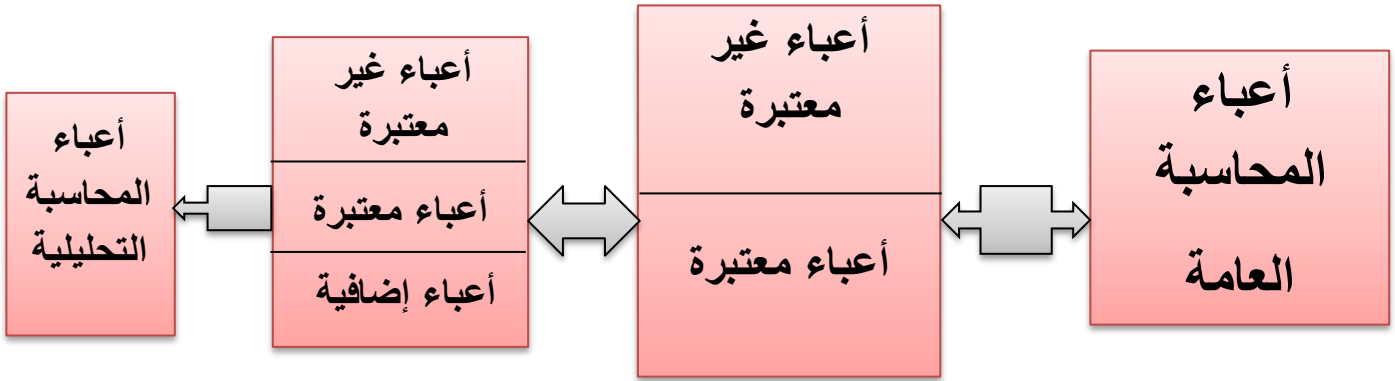 أعباء
المحاسبة
العامة
أعباء غير
معتبرة
أعباء معتبرة
أعباء غير
معتبرة
أعباء معتبرة
أعباء إضافية
أعباء
المحاسبة
التحليلية